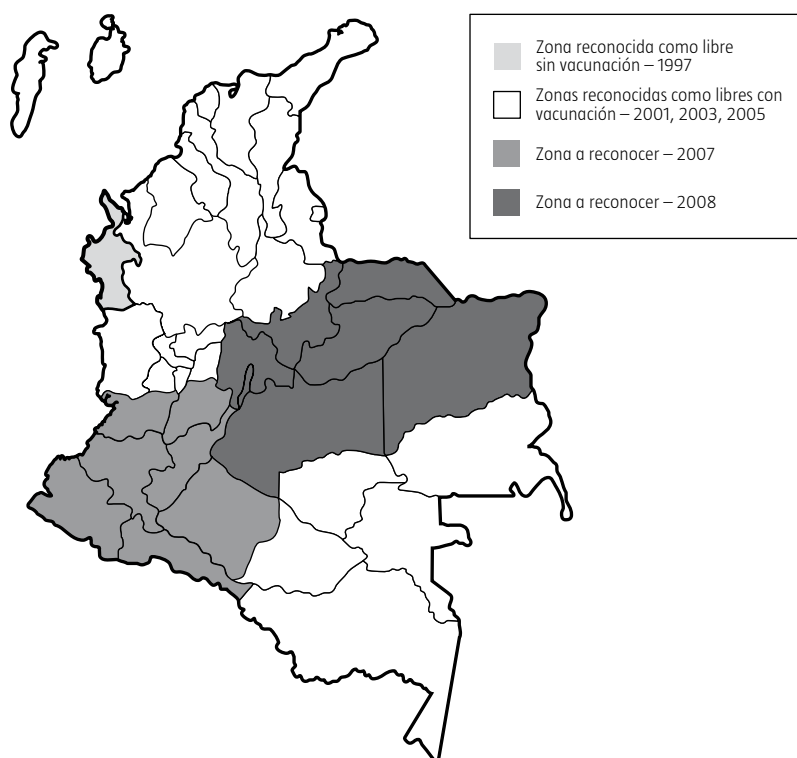 Zona reconocida como libre
sin vacunación – 1997
Zonas reconocidas como libres con
vacunación – 2001, 2003, 2005
Zona a reconocer – 2007
Zona a reconocer – 2008